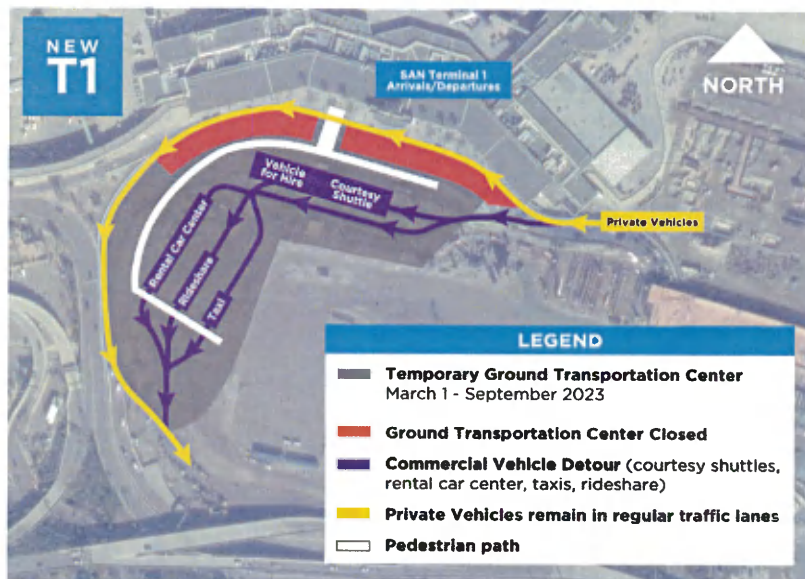 NEW
T1
SAN Terminal 1
Arrivals/Departures
NORTH
Vehicle
for Hire
Courtesy
Shuttle
Private Vehicles
Rental Car Center
Rideshare
Taxi
LEGEND
Temporary Ground Transportation Center
March 1 - September 2023
Ground Transportation Center Closed
Commercial Vehicle Detour (courtesy shuttles,
rental car center, taxis, rideshare)
Private Vehicles remain in regular traffic lanes
Pedestrian path